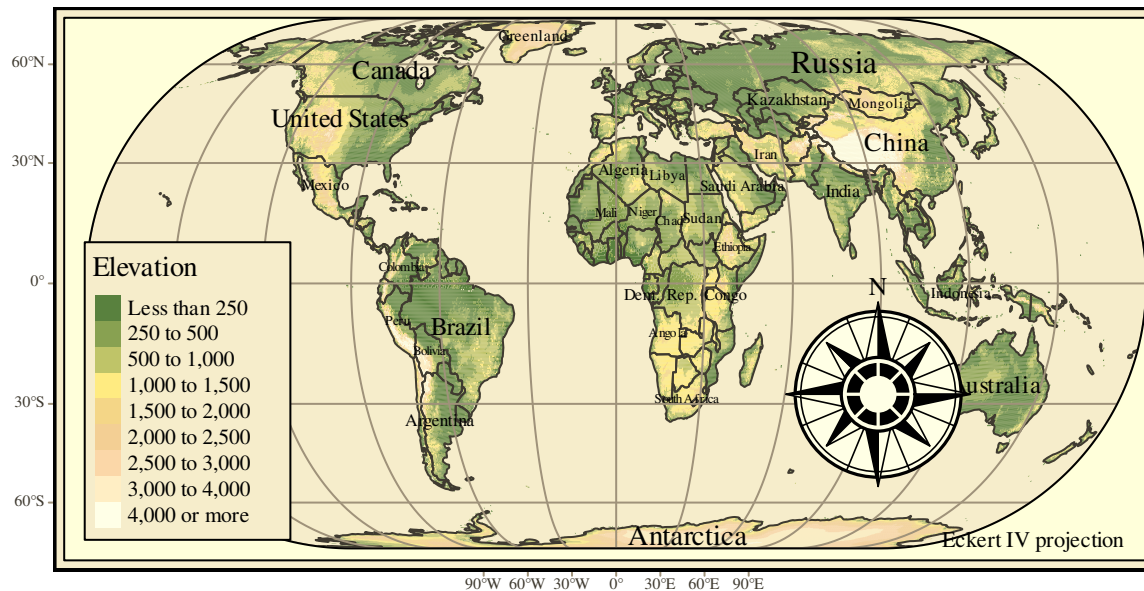 Greenland
60°N
Canada
Russia
Kazakhstan
Mongolia
United States
China
Iran
30°N
Algeria
Libya
Mexico
Saudi Arabia
India
Mali
Niger
Chad
Sudan
Ethiopia
Colombia
0°
Dem. Rep. Congo
Indonesia
N
Peru
Brazil
Angola
Bolivia
ustralia
South Africa
30°S
Argentina
60°S
Antarctica
Elevation
Less than 250
250 to 500
500 to 1,000
1,000 to 1,500
1,500 to 2,000
2,000 to 2,500
2,500 to 3,000
3,000 to 4,000
4,000 or more
Eckert IV projection
90°W 60°W 30°W 0° 30°E 60°E 90°E